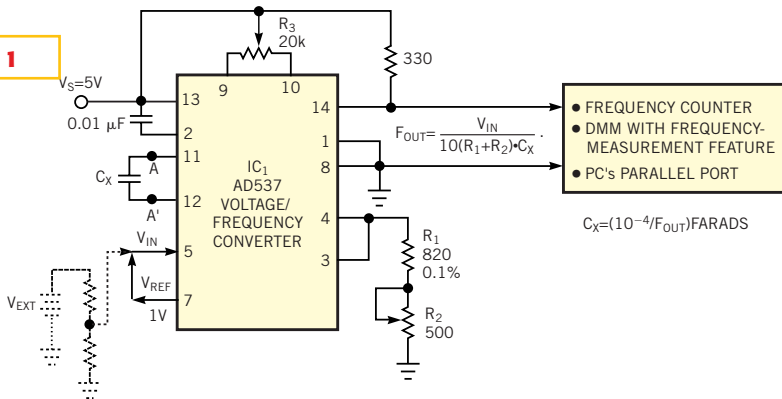 1
R3
20k
330
VS=5V
9
10
13
14
0.01 µF
2
11
A
CX
12
A'
IC1
AD537
VOLTAGE/
FREQUENCY
CONVERTER
1
8
4
3
VIN
5
VREF
7
1V
VEXT
R1
820
0.1%
R2
500
FOUT= VIN / 10(R1+R2)•CX .
• FREQUENCY COUNTER
• DMM WITH FREQUENCY-
MEASUREMENT FEATURE
• PC's PARALLEL PORT
CX=(10⁻⁴/FOUT)FARADS